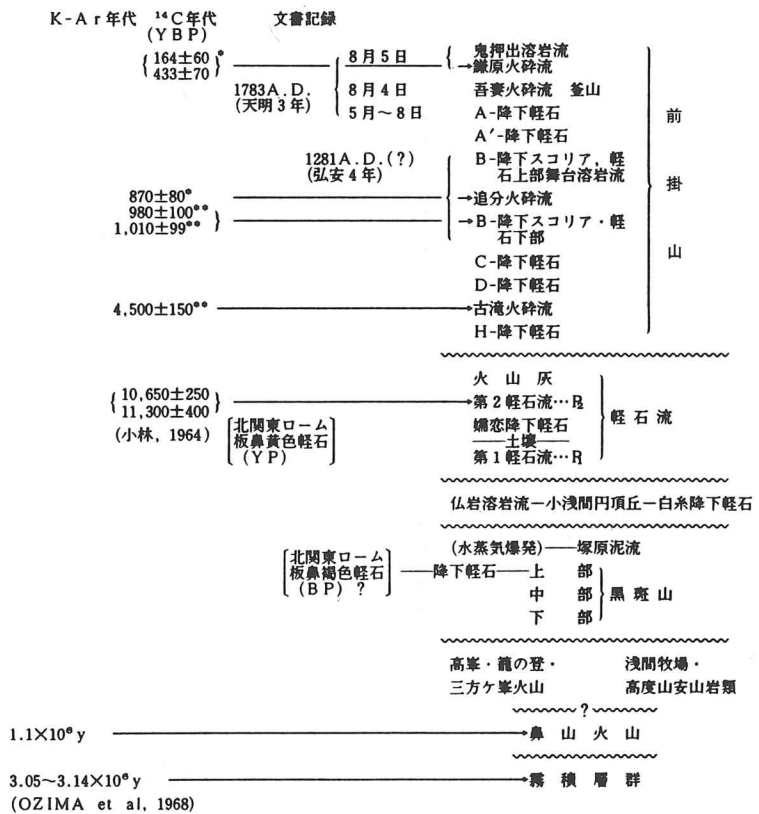 K-Ar年代 ¹⁴C年代 文書記録
(YBP)
164±60* 8月5日 鬼押出溶岩流
433±70 鎌原火砕流
1783A.D. 8月4日 吾妻火砕流 釜山
(天明3年) 5月〜8日 A-降下軽石
A′-降下軽石
1281A.D.(?) B-降下スコリア,軽
(弘安4年) 石上部舞台溶岩流
870±80* 追分火砕流
980±100** B-降下スコリア・軽
1,010±99** 石下部
C-降下軽石
D-降下軽石
4,500±150** 古滝火砕流
H-降下軽石
前掛山
火山灰
10,650±250 第2軽石流…P₂
11,300±400 嬬恋降下軽石
(小林,1964) 土壌
第1軽石流…P₁
軽石流
北関東ローム
板鼻黄色軽石
(YP)
仏岩溶岩流ー小浅間円頂丘ー白糸降下軽石
(水蒸気爆発)——塚原泥流
北関東ローム
板鼻褐色軽石 ——降下軽石——上部
(BP)? 中部 黒斑山
下部
高峯・籠の登・ 浅間牧場・
三方ケ峯火山 高度山安山岩類
?
1.1×10⁶y 鼻山火山
3.05〜3.14×10⁶y 霧積層群
(OZIMA et al, 1968)